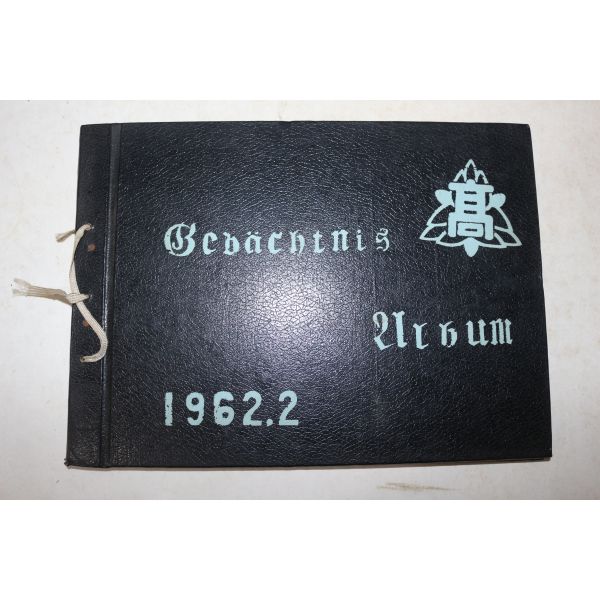 Gedächtnis
高
Album
1962.2